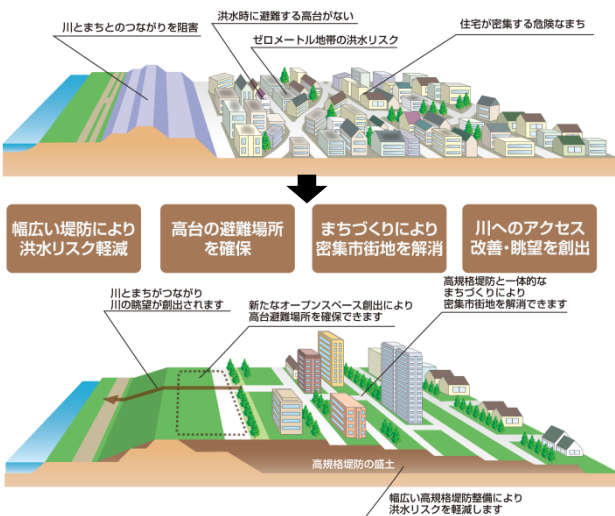 洪水時に避難する高台がない
川とまちとのつながりを阻害
住宅が密集する危険なまち
ゼロメートル地帯の洪水リスク
幅広い堤防により
洪水リスク軽減
高台の避難場所
を確保
まちづくりにより
密集市街地を解消
川へのアクセス
改善・眺望を創出
川とまちがつながり
川の眺望が創出されます
新たなオープンスペース創出により
高台避難場所を確保できます
高規格堤防と一体的な
まちづくりにより
密集市街地を解消できます
高規格堤防の盛土
幅広い高規格堤防整備により
洪水リスクを軽減します